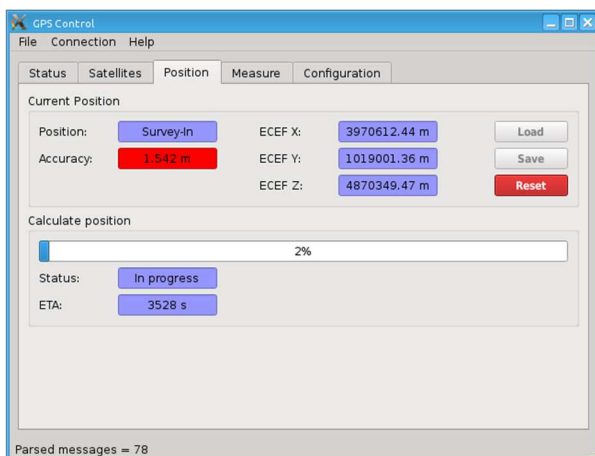 GPS Control
File Connection Help
Status Satellites Position Measure Configuration
Current Position
Position: Survey-In ECEF X: 3970612.44 m Load
Accuracy: 1.542 m ECEF Y: 1019001.36 m Save
ECEF Z: 4870349.47 m Reset
Calculate position
2%
Status: In progress
ETA: 3528 s
Parsed messages = 78